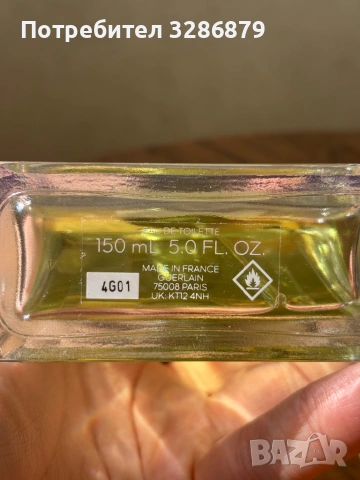 Потребител 3286879
EAU DE TOILETTE
150 mL 5.0 FL. OZ.
4G01
MADE IN FRANCE
GUERLAIN
75008 PARIS
UK: KT12 4NH
BAZAR